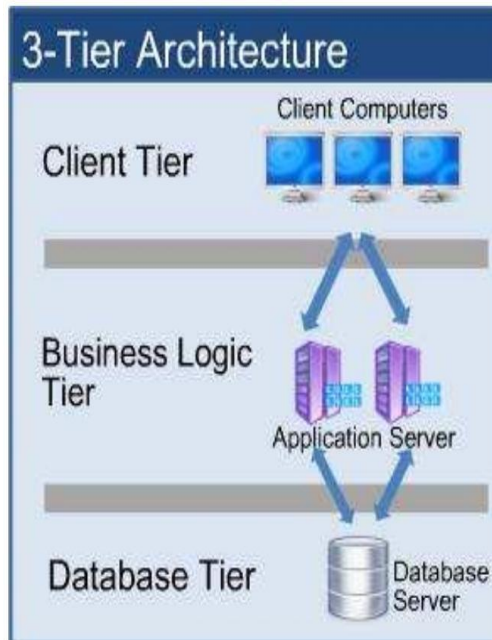 3-Tier Architecture
Client Computers
Client Tier
Business Logic
Tier
Application Server
Database Tier
Database
Server